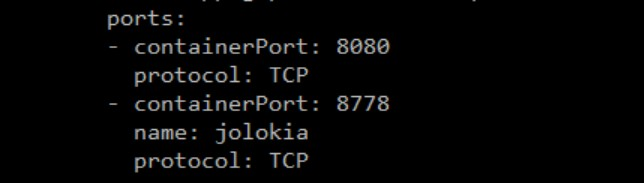 ports:
- containerPort: 8080
  protocol: TCP
- containerPort: 8778
  name: jolokia
  protocol: TCP